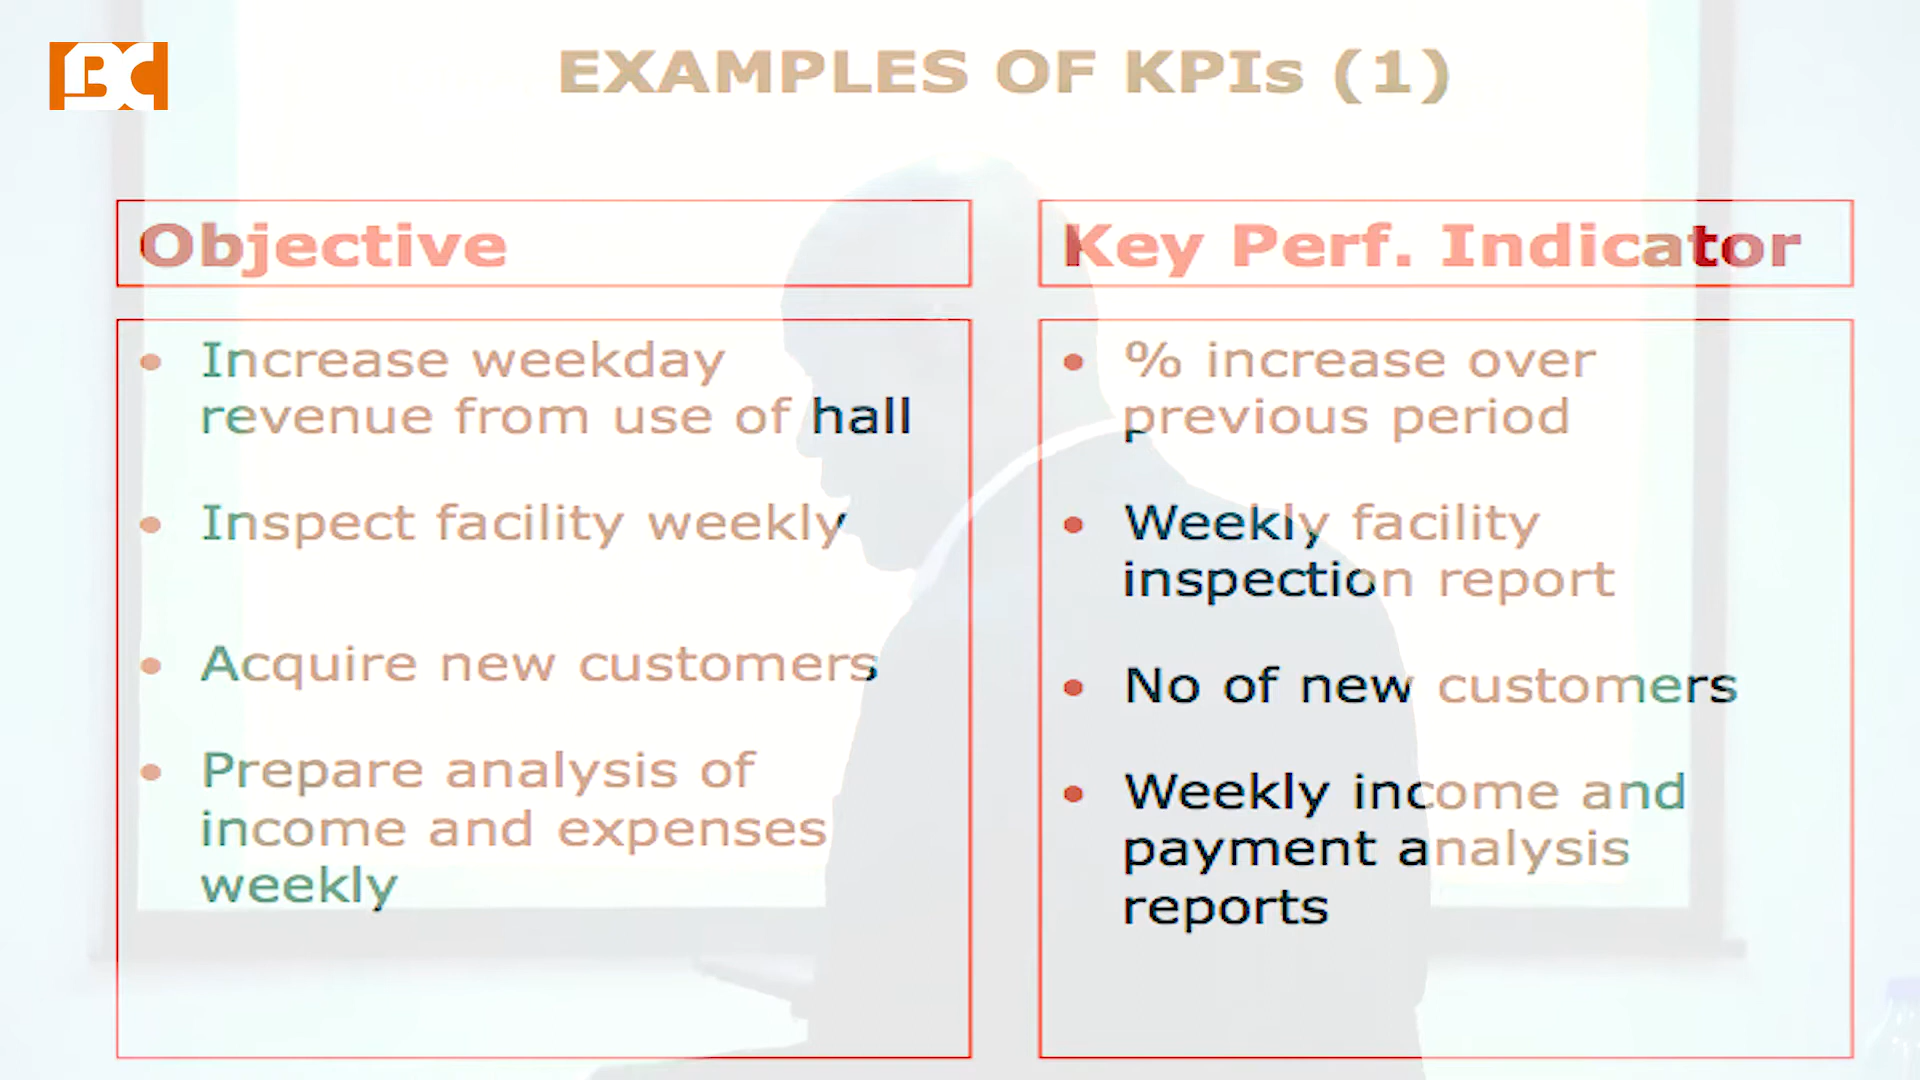 BC
EXAMPLES OF KPIs (1)
Objective
Key Perf. Indicator
• Increase weekday
revenue from use of hall
• Inspect facility weekly
• Acquire new customers
• Prepare analysis of
income and expenses
weekly
• % increase over
previous period
• Weekly facility
inspection report
• No of new customers
• Weekly income and
payment analysis
reports